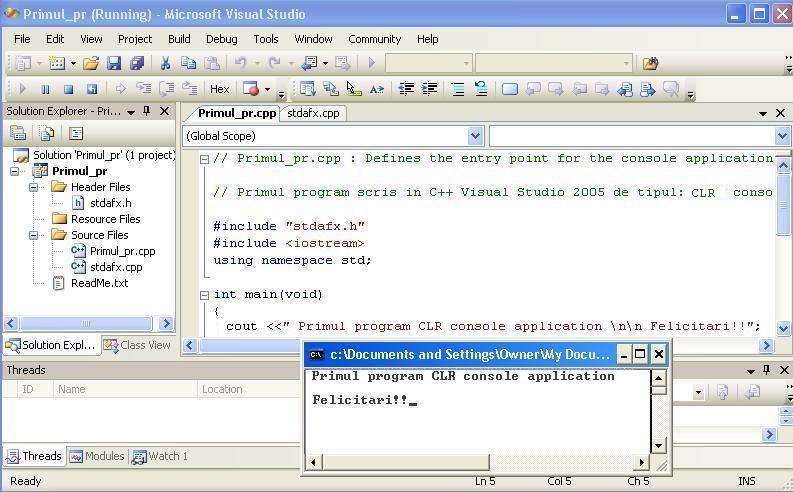 Primul_pr (Running) - Microsoft Visual Studio
File Edit View Project Build Debug Tools Window Community Help
Hex
Solution Explorer - Pri...
Primul_pr.cpp stdafx.cpp
(Global Scope)
Solution 'Primul_pr' (1 project)
Primul_pr
Header Files
stdafx.h
Resource Files
Source Files
Primul_pr.cpp
stdafx.cpp
ReadMe.txt
// Primul_pr.cpp : Defines the entry point for the console application
// Primul program scris in C++ Visual Studio 2005 de tipul: CLR conso
#include "stdafx.h"
#include <iostream>
using namespace std;
int main(void)
{
cout <<" Primul program CLR console application \n\n Felicitari!!";
Solution Expl... Class View
c:\Documents and Settings\Owner\My Docu...
Primul program CLR console application
Felicitari!!_
Threads
ID Name Location
Threads Modules Watch 1
Ready Ln 5 Col 5 Ch 5 INS